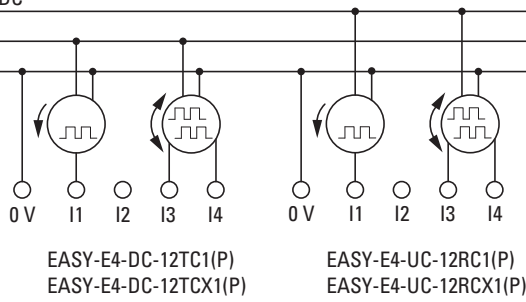 DC
0 V I1 I2 I3 I4 0 V I1 I2 I3 I4
EASY-E4-DC-12TC1(P) EASY-E4-UC-12RC1(P)
EASY-E4-DC-12TCX1(P) EASY-E4-UC-12RCX1(P)